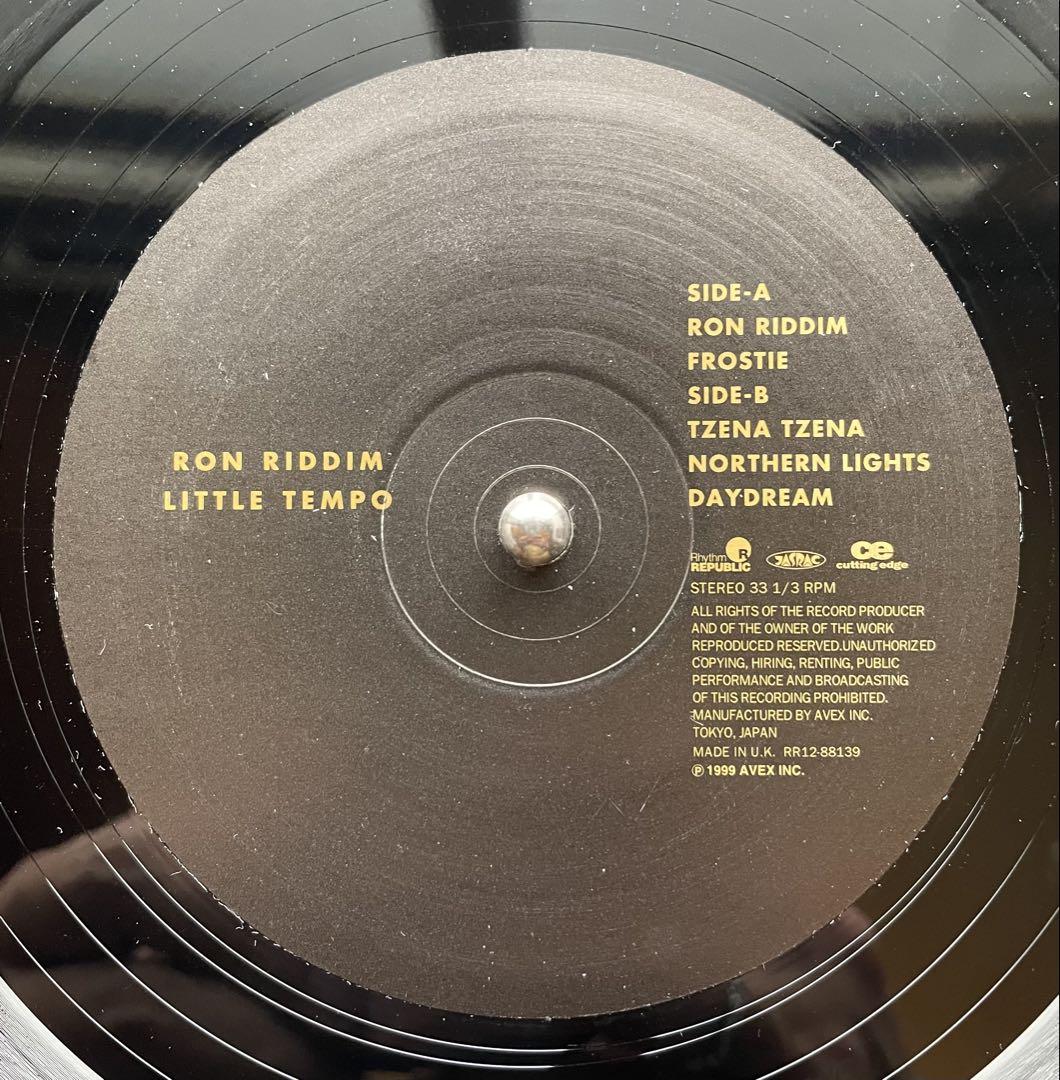 RON RIDDIM
LITTLE TEMPO
SIDE-A
RON RIDDIM
FROSTIE
SIDE-B
TZENA TZENA
NORTHERN LIGHTS
DAYDREAM
Rhythm R
REPUBLIC
JASRAC
ce
cutting edge
STEREO 33 1/3 RPM
ALL RIGHTS OF THE RECORD PRODUCER
AND OF THE OWNER OF THE WORK
REPRODUCED RESERVED.UNAUTHORIZED
COPYING, HIRING, RENTING, PUBLIC
PERFORMANCE AND BROADCASTING
OF THIS RECORDING PROHIBITED.
MANUFACTURED BY AVEX INC.
TOKYO, JAPAN
MADE IN U.K. RR12-88139
Ⓟ 1999 AVEX INC.